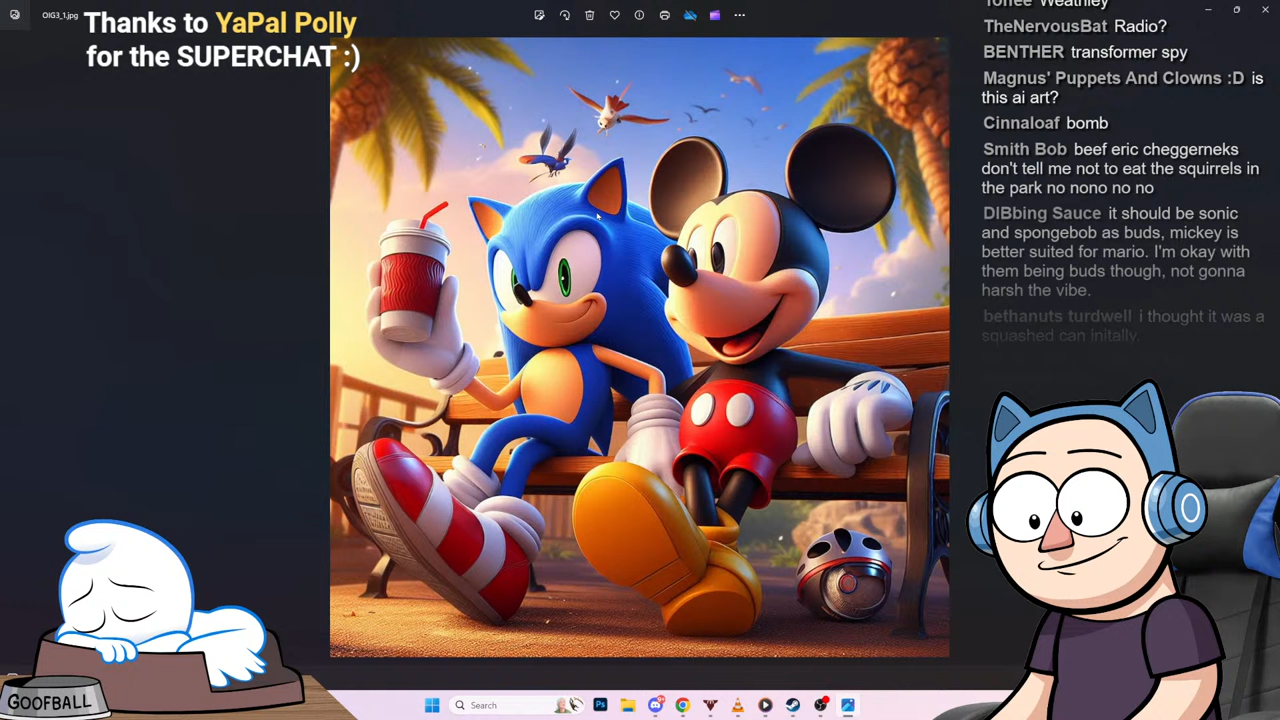 OIG3_1.jpg
Thanks to YaPal Polly
for the SUPERCHAT :)
Weathley
TheNervousBat Radio?
BENTHER transformer spy
Magnus' Puppets And Clowns :D is
this ai art?
Cinnaloaf bomb
Smith Bob beef eric cheggerneks
don't tell me not to eat the squirrels in
the park no nono no no
DIBbing Sauce it should be sonic
and spongebob as buds, mickey is
better suited for mario. I'm okay with
them being buds though, not gonna
harsh the vibe.
bethanuts turdwell i thought it was a
squashed can initally.
GOOFBALL
Search
Ps